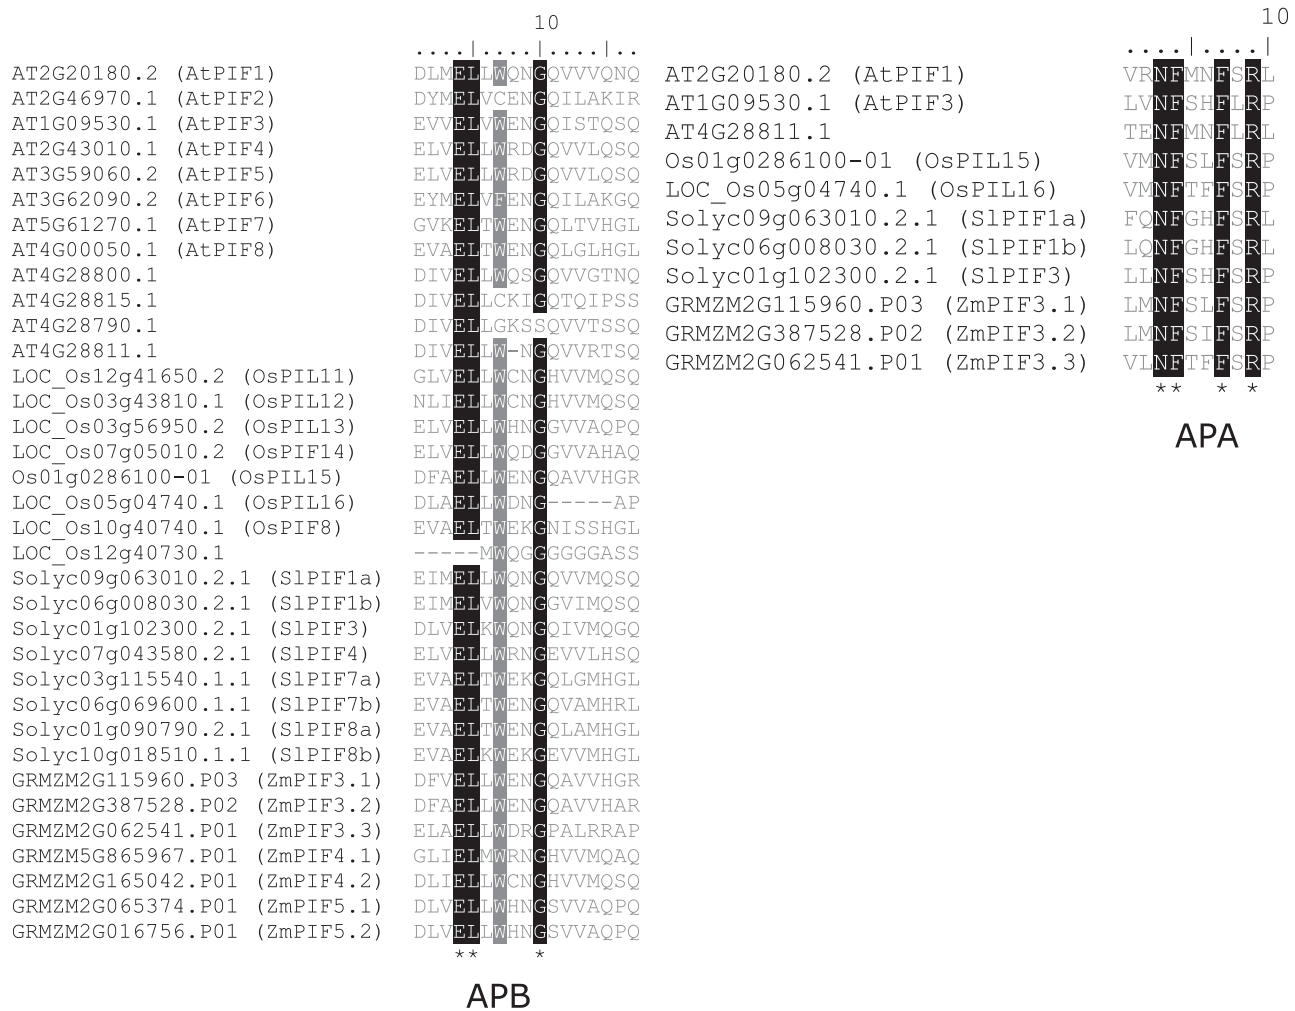 10
....|....|....|..
AT2G20180.2 (AtPIF1) DLMELLWQNGQVVVQNQ
AT2G46970.1 (AtPIF2) DYMELVCENGQILAKIR
AT1G09530.1 (AtPIF3) EVVELVWENGQISTQSQ
AT2G43010.1 (AtPIF4) ELVELLWRDGQVVLQSQ
AT3G59060.2 (AtPIF5) ELVELLWRDGQVVLQSQ
AT3G62090.2 (AtPIF6) EYMELVFENGQILAKGQ
AT5G61270.1 (AtPIF7) GVKELTWENGQLTVHGL
AT4G00050.1 (AtPIF8) EVAELTWENGQLGLHGL
AT4G28800.1 DIVELLWQSGQVVGTNQ
AT4G28815.1 DIVELLCKIGQTQIPSS
AT4G28790.1 DIVELLGKSSQVVTSSQ
AT4G28811.1 DIVELLW-NGQVVRTSQ
LOC_Os12g41650.2 (OsPIL11) GLVELLWCNGHVVMQSQ
LOC_Os03g43810.1 (OsPIL12) NLIELLWCNGHVVMQSQ
LOC_Os03g56950.2 (OsPIL13) ELVELLWHNGGVVAQPQ
LOC_Os07g05010.2 (OsPIF14) ELVELLWQDGGVVAHAQ
Os01g0286100-01 (OsPIL15) DFAELLWENGQAVVHGR
LOC_Os05g04740.1 (OsPIL16) DLAELLWDNG-----AP
LOC_Os10g40740.1 (OsPIF8) EVAELTWEKGNISSHGL
LOC_Os12g40730.1 -----MWQGGGGGGASS
Solyc09g063010.2.1 (SlPIF1a) EIMELLWQNGQVVMQSQ
Solyc06g008030.2.1 (SlPIF1b) EIMELVWQNGGVIMQSQ
Solyc01g102300.2.1 (SlPIF3) DLVELKWQNGQIVMQGQ
Solyc07g043580.2.1 (SlPIF4) ELVELLWRNGEVVLHSQ
Solyc03g115540.1.1 (SlPIF7a) EVAELTWEKGQLGMHGL
Solyc06g069600.1.1 (SlPIF7b) EVAELTWENGQVAMHRL
Solyc01g090790.2.1 (SlPIF8a) EVAELTWENGQLAMHGL
Solyc10g018510.1.1 (SlPIF8b) EVAELKWEKGEVVMHGL
GRMZM2G115960.P03 (ZmPIF3.1) DFVELLWENGQAVVHGR
GRMZM2G387528.P02 (ZmPIF3.2) DFAELLWENGQAVVHAR
GRMZM2G062541.P01 (ZmPIF3.3) ELAELLWDRGPALRRAP
GRMZM5G865967.P01 (ZmPIF4.1) GLIELMWRNGHVVMQAQ
GRMZM2G165042.P01 (ZmPIF4.2) DLIELLWCNGHVVMQSQ
GRMZM2G065374.P01 (ZmPIF5.1) DLVELLWHNGSVVAQPQ
GRMZM2G016756.P01 (ZmPIF5.2) DLVELLWHNGSVVAQPQ
** *
APB
10
....|....|
AT2G20180.2 (AtPIF1) VRNFMNFSRL
AT1G09530.1 (AtPIF3) LVNFSHFLRP
AT4G28811.1 TENFMNFLRL
Os01g0286100-01 (OsPIL15) VMNFSLFSRP
LOC_Os05g04740.1 (OsPIL16) VMNFTFFSRP
Solyc09g063010.2.1 (SlPIF1a) FQNFGHFSRL
Solyc06g008030.2.1 (SlPIF1b) LQNFGHFSRL
Solyc01g102300.2.1 (SlPIF3) LLNFSHFSRP
GRMZM2G115960.P03 (ZmPIF3.1) LMNFSLFSRP
GRMZM2G387528.P02 (ZmPIF3.2) LMNFSIFSRP
GRMZM2G062541.P01 (ZmPIF3.3) VLNFTFFSRP
** * *
APA